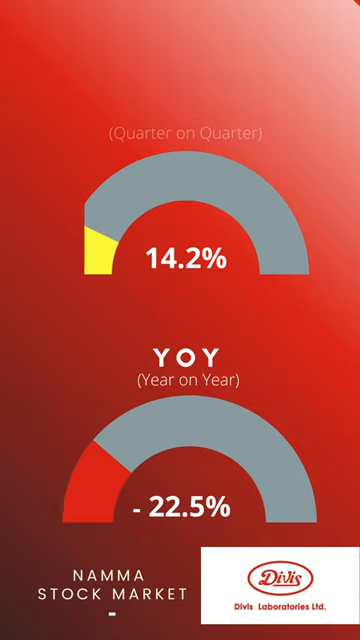 (Quarter on Quarter)
14.2%
YOY
(Year on Year)
- 22.5%
NAMMA
STOCK MARKET
-
Divis
Divis Laboratories Ltd.